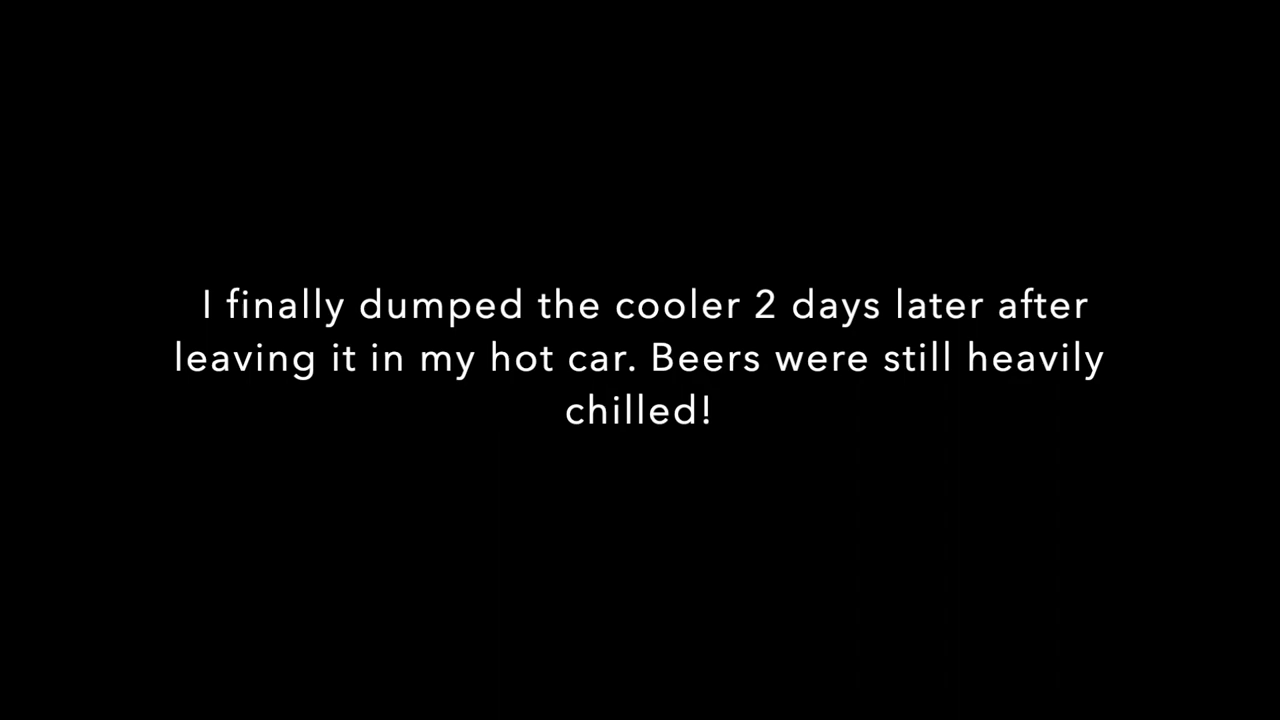 I finally dumped the cooler 2 days later after
leaving it in my hot car. Beers were still heavily
chilled!